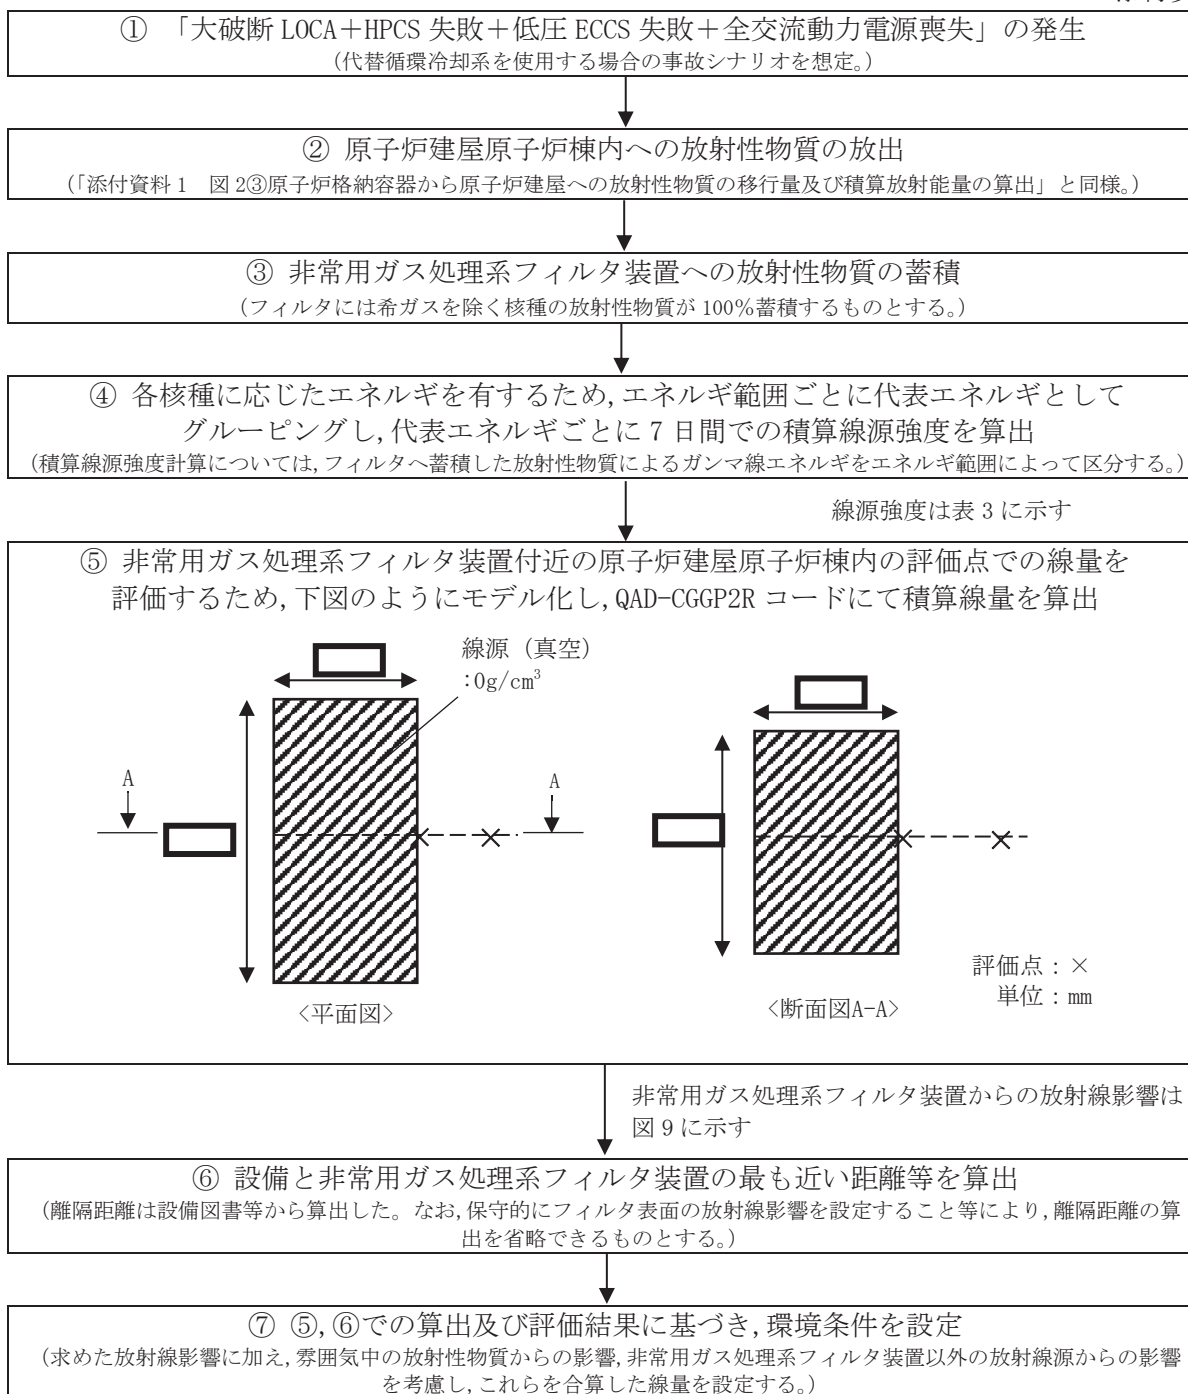 ① 「大破断 LOCA＋HPCS 失敗＋低圧 ECCS 失敗＋全交流動力電源喪失」の発生
(代替循環冷却系を使用する場合の事故シナリオを想定。)
② 原子炉建屋原子炉棟内への放射性物質の放出
(「添付資料 1　図 2③原子炉格納容器から原子炉建屋への放射性物質の移行量及び積算放射能量の算出」と同様。)
③ 非常用ガス処理系フィルタ装置への放射性物質の蓄積
(フィルタには希ガスを除く核種の放射性物質が 100％蓄積するものとする。)
④ 各核種に応じたエネルギを有するため,エネルギ範囲ごとに代表エネルギとして
グルーピングし,代表エネルギごとに 7 日間での積算線源強度を算出
(積算線源強度計算については,フィルタへ蓄積した放射性物質によるガンマ線エネルギをエネルギ範囲によって区分する。)
線源強度は表 3 に示す
⑤ 非常用ガス処理系フィルタ装置付近の原子炉建屋原子炉棟内の評価点での線量を
評価するため,下図のようにモデル化し,QAD-CGGP2R コードにて積算線量を算出
線源（真空）
:0g/cm³
A
A
評価点：×
単位：mm
<平面図>
<断面図A-A>
非常用ガス処理系フィルタ装置からの放射線影響は
図 9 に示す
⑥ 設備と非常用ガス処理系フィルタ装置の最も近い距離等を算出
(離隔距離は設備図書等から算出した。なお,保守的にフィルタ表面の放射線影響を設定すること等により,離隔距離の算
出を省略できるものとする。)
⑦ ⑤,⑥での算出及び評価結果に基づき,環境条件を設定
(求めた放射線影響に加え,雰囲気中の放射性物質からの影響,非常用ガス処理系フィルタ装置以外の放射線源からの影響
を考慮し,これらを合算した線量を設定する。)